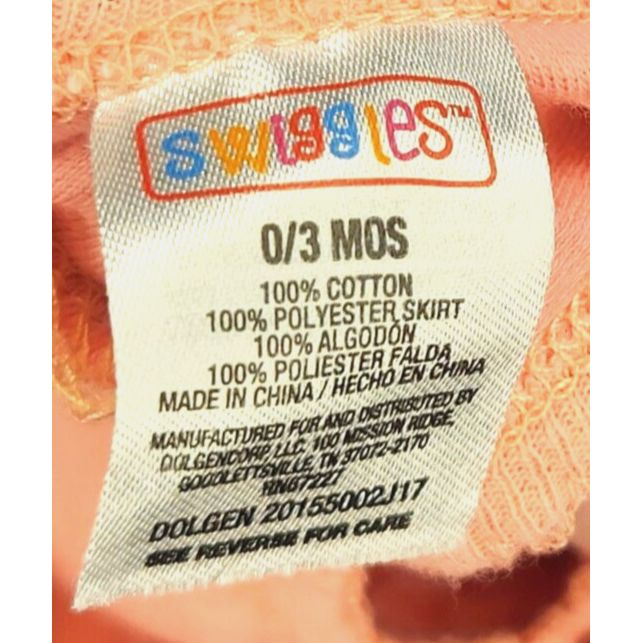 swiggles™
0/3 MOS
100% COTTON
100% POLYESTER SKIRT
100% ALGODÓN
100% POLIESTER FALDA
MADE IN CHINA / HECHO EN CHINA
MANUFACTURED FOR AND DISTRIBUTED BY
DOLGENCORP, LLC 100 MISSION RIDGE,
GOODLETTSVILLE, TN 37072-2170
RN67227
DOLGEN 20155002J17
SEE REVERSE FOR CARE